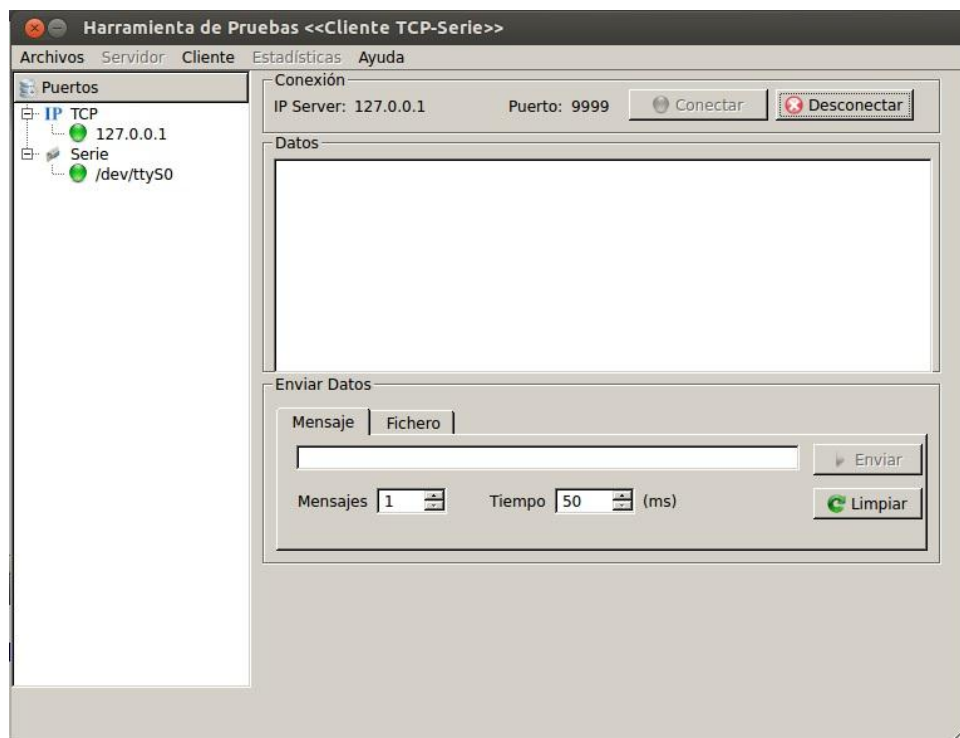 Harramienta de Pruebas <<Cliente TCP-Serie>>
Archivos Servidor Cliente Estadísticas Ayuda
Puertos
IP TCP
127.0.0.1
Serie
/dev/ttyS0
Conexión
IP Server: 127.0.0.1 Puerto: 9999 Conectar Desconectar
Datos
Enviar Datos
Mensaje Fichero
Enviar
Mensajes 1 Tiempo 50 (ms) Limpiar